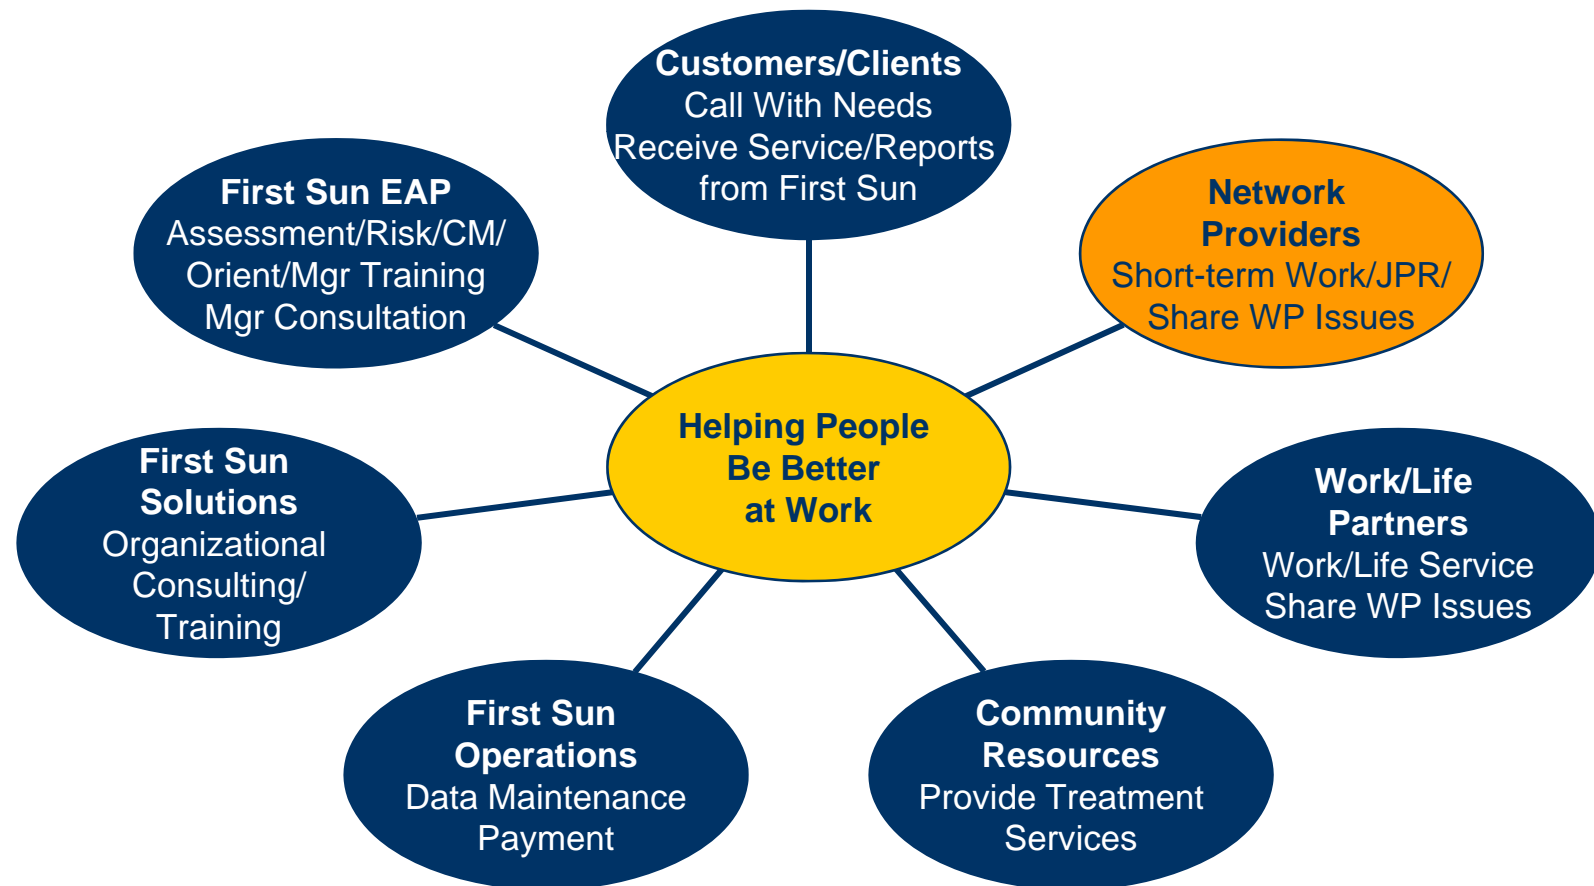 Customers/Clients
Call With Needs
Receive Service/Reports
from First Sun
First Sun EAP
Assessment/Risk/CM/
Orient/Mgr Training
Mgr Consultation
Network
Providers
Short-term Work/JPR/
Share WP Issues
Helping People
Be Better
at Work
First Sun
Solutions
Organizational
Consulting/
Training
Work/Life
Partners
Work/Life Service
Share WP Issues
First Sun
Operations
Data Maintenance
Payment
Community
Resources
Provide Treatment
Services